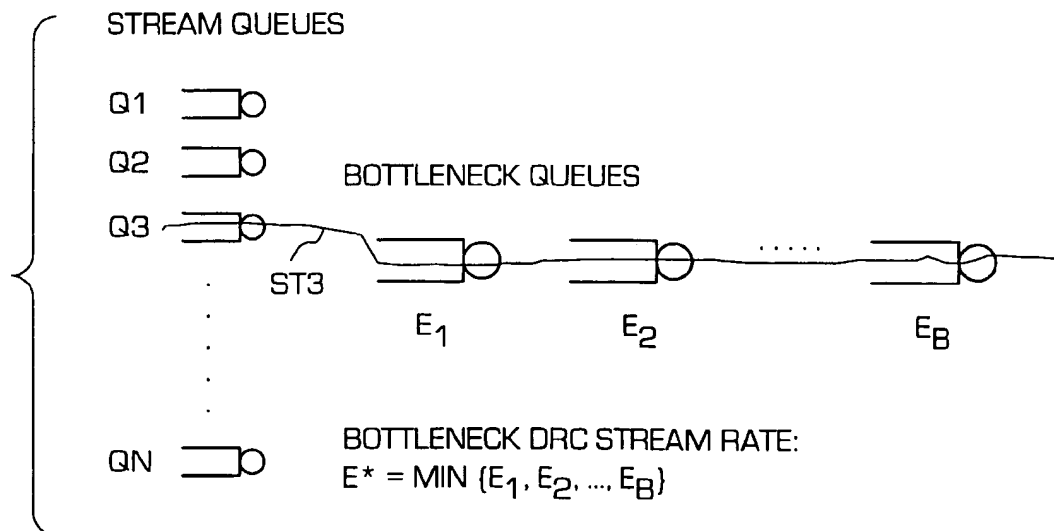 STREAM QUEUES
Q1
Q2
BOTTLENECK QUEUES
Q3
ST3
E1
E2
EB
QN
BOTTLENECK DRC STREAM RATE:
E* = MIN {E1, E2, ..., EB}